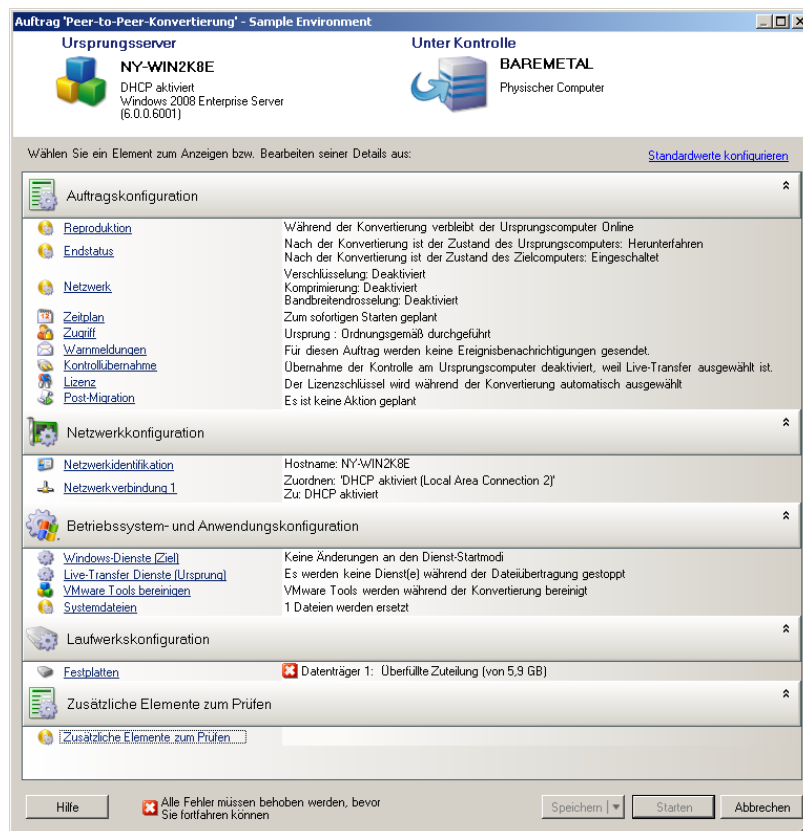 Auftrag 'Peer-to-Peer-Konvertierung' - Sample Environment
Ursprungsserver
NY-WIN2K8E
DHCP aktiviert
Windows 2008 Enterprise Server
(6.0.0.6001)
Unter Kontrolle
BAREMETAL
Physischer Computer
Wählen Sie ein Element zum Anzeigen bzw. Bearbeiten seiner Details aus:
Standardwerte konfigurieren
Auftragskonfiguration
Reproduktion
Während der Konvertierung verbleibt der Ursprungscomputer Online
Endstatus
Nach der Konvertierung ist der Zustand des Ursprungscomputers: Herunterfahren
Nach der Konvertierung ist der Zustand des Zielcomputers: Eingeschaltet
Netzwerk
Verschlüsselung: Deaktiviert
Komprimierung: Deaktiviert
Bandbreitendrosselung: Deaktiviert
Zeitplan
Zum sofortigen Starten geplant
Zugriff
Ursprung : Ordnungsgemäß durchgeführt
Warnmeldungen
Für diesen Auftrag werden keine Ereignisbenachrichtigungen gesendet.
Kontrollübernahme
Übernahme der Kontrolle am Ursprungscomputer deaktiviert, weil Live-Transfer ausgewählt ist.
Lizenz
Der Lizenzschlüssel wird während der Konvertierung automatisch ausgewählt
Post-Migration
Es ist keine Aktion geplant
Netzwerkkonfiguration
Netzwerkidentifikation
Hostname: NY-WIN2K8E
Netzwerkverbindung 1
Zuordnen: 'DHCP aktiviert (Local Area Connection 2)'
Zu: DHCP aktiviert
Betriebssystem- und Anwendungskonfiguration
Windows-Dienste (Ziel)
Keine Änderungen an den Dienst-Startmodi
Live-Transfer Dienste (Ursprung)
Es werden keine Dienst(e) während der Dateiübertragung gestoppt
VMware Tools bereinigen
VMware Tools werden während der Konvertierung bereinigt
Systemdateien
1 Dateien werden ersetzt
Laufwerkskonfiguration
Festplatten
Datenträger 1: Überfüllte Zuteilung (von 5,9 GB)
Zusätzliche Elemente zum Prüfen
Zusätzliche Elemente zum Prüfen
Hilfe
Alle Fehler müssen behoben werden, bevor
Sie fortfahren können
Speichern
Starten
Abbrechen